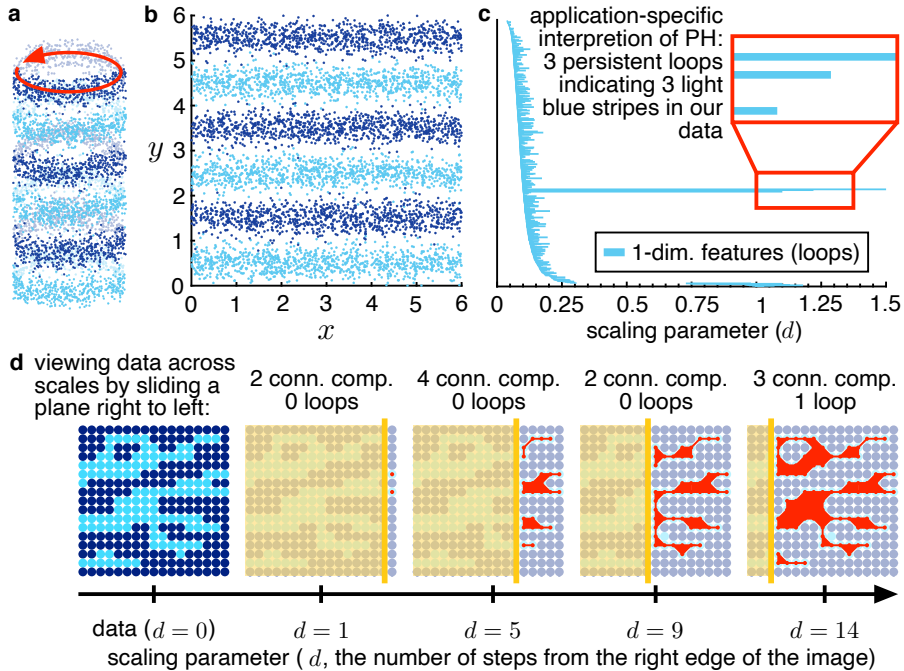 a
b
6
5
4
3
2
1
0
y
0 1 2 3 4 5 6
x
c
application-specific
interpretion of PH:
3 persistent loops
indicating 3 light
blue stripes in our
data
1-dim. features (loops)
0 0.25 0.5 0.75 1 1.25 1.5
scaling parameter (d)
d viewing data across
scales by sliding a
plane right to left:
2 conn. comp.
0 loops
4 conn. comp.
0 loops
2 conn. comp.
0 loops
3 conn. comp.
1 loop
data (d = 0) d = 1 d = 5 d = 9 d = 14
scaling parameter ( d, the number of steps from the right edge of the image)